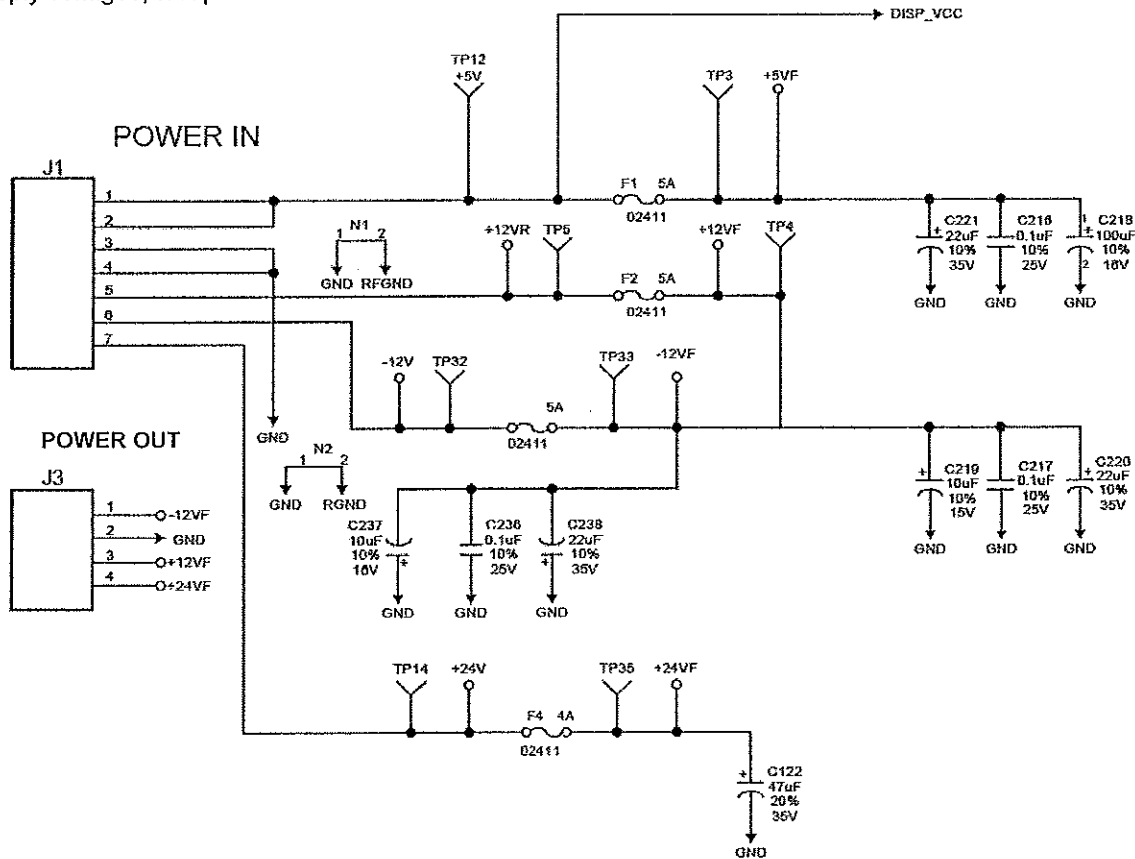 DISP_VCC
TP12
+5V
TP3
+5VF
POWER IN
J1
1
2
3
4
5
6
7
F1 5A
02411
N1
1 2
GND RFGND
+12VR
TP5
+12VF
TP4
F2 5A
02411
C221
22uF
10%
35V
GND
C216
0.1uF
10%
25V
GND
1
C218
100uF
10%
16V
2
GND
-12V
TP32
TP33
-12VF
5A
02411
GND
POWER OUT
J3
1
-12VF
2
GND
3
+12VF
4
+24VF
N2
1 2
GND RGND
C237
10uF
10%
16V
GND
C236
0.1uF
10%
25V
GND
C238
22uF
10%
35V
GND
C219
10uF
10%
15V
GND
C217
0.1uF
10%
25V
GND
C220
22uF
10%
35V
GND
TP14
+24V
TP35
+24VF
F4 4A
02411
C122
47uF
20%
35V
GND